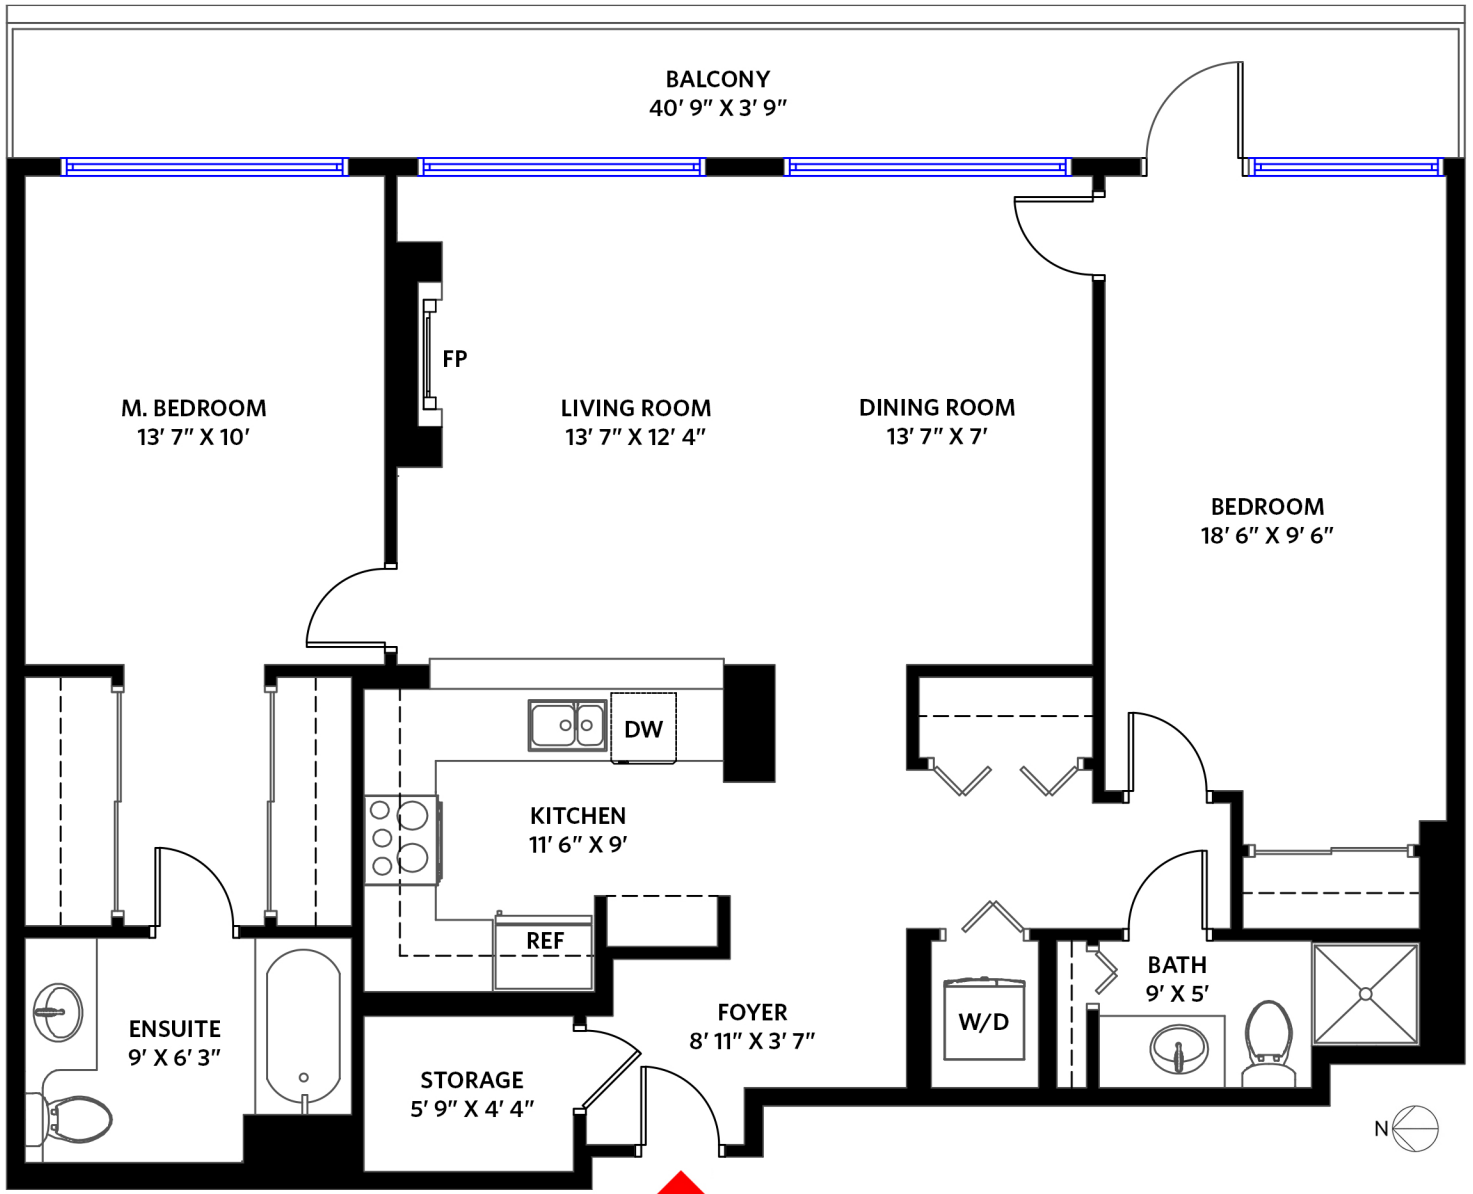 BALCONY
40' 9" X 3' 9"
FP
M. BEDROOM
13' 7" X 10'
LIVING ROOM
13' 7" X 12' 4"
DINING ROOM
13' 7" X 7'
BEDROOM
18' 6" X 9' 6"
DW
KITCHEN
11' 6" X 9'
REF
BATH
9' X 5'
ENSUITE
9' X 6' 3"
FOYER
8' 11" X 3' 7"
W/D
STORAGE
5' 9" X 4' 4"
N